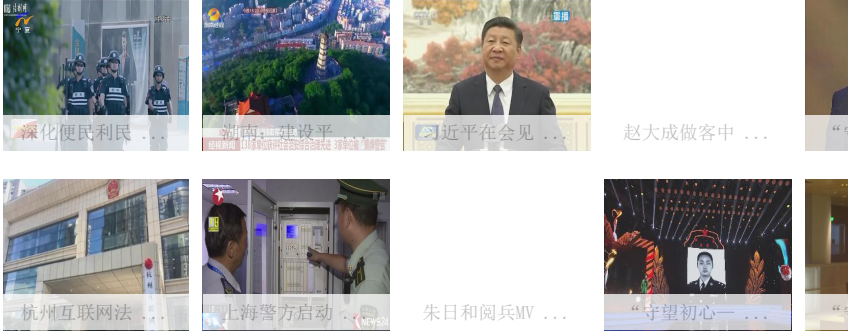 深化便民利民 ...
湖南：建设平 ...
习近平在会见 ...
赵大成做客中 ...
杭州互联网法 ...
上海警方启动 ...
朱日和阅兵MV ...
“守望初心— ...